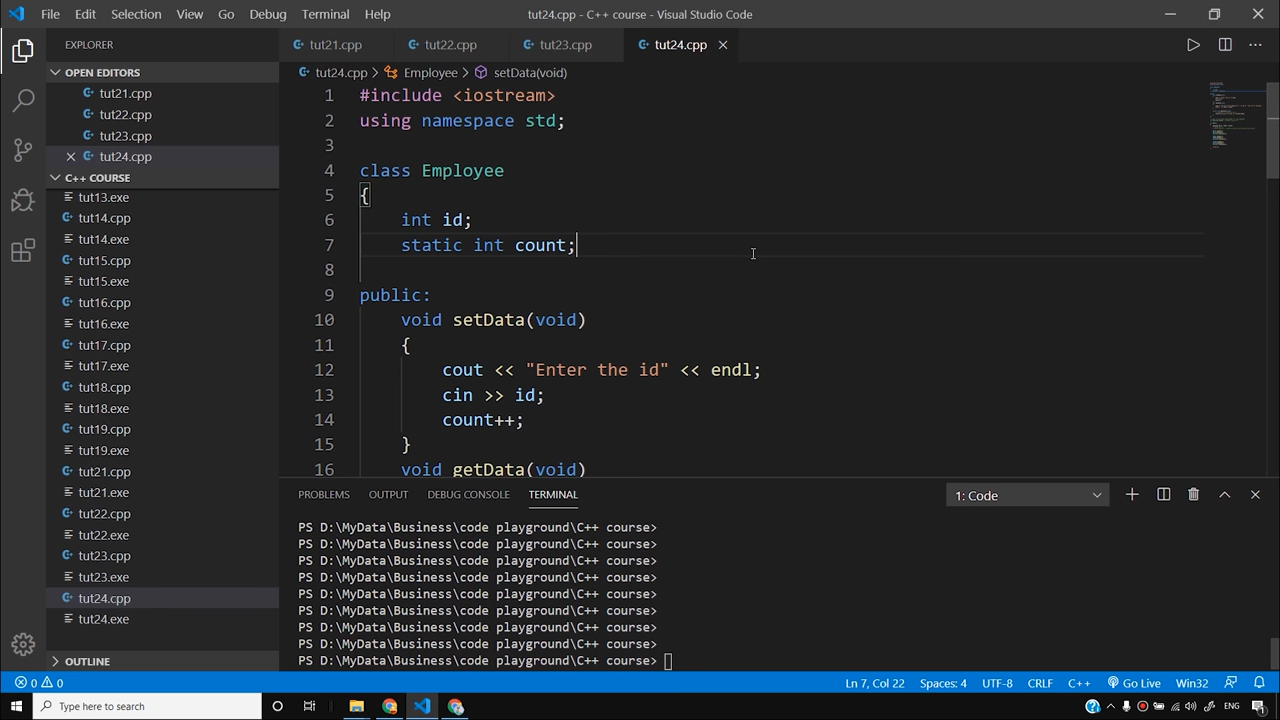 File Edit Selection View Go Debug Terminal Help tut24.cpp - C++ course - Visual Studio Code
EXPLORER
OPEN EDITORS
tut21.cpp
tut22.cpp
tut23.cpp
tut24.cpp
C++ COURSE
tut13.exe
tut14.cpp
tut14.exe
tut15.cpp
tut15.exe
tut16.cpp
tut16.exe
tut17.cpp
tut17.exe
tut18.cpp
tut18.exe
tut19.cpp
tut19.exe
tut21.cpp
tut21.exe
tut22.cpp
tut22.exe
tut23.cpp
tut23.exe
tut24.cpp
tut24.exe
OUTLINE
tut21.cpp tut22.cpp tut23.cpp tut24.cpp
tut24.cpp > Employee > setData(void)
1 #include <iostream>
2 using namespace std;
3
4 class Employee
5 {
6 int id;
7 static int count;
8
9 public:
10 void setData(void)
11 {
12 cout << "Enter the id" << endl;
13 cin >> id;
14 count++;
15 }
16 void getData(void)
PROBLEMS OUTPUT DEBUG CONSOLE TERMINAL 1: Code
PS D:\MyData\Business\code playground\C++ course>
PS D:\MyData\Business\code playground\C++ course>
PS D:\MyData\Business\code playground\C++ course>
PS D:\MyData\Business\code playground\C++ course>
PS D:\MyData\Business\code playground\C++ course>
PS D:\MyData\Business\code playground\C++ course>
PS D:\MyData\Business\code playground\C++ course>
PS D:\MyData\Business\code playground\C++ course>
PS D:\MyData\Business\code playground\C++ course>
0 0 Ln 7, Col 22 Spaces: 4 UTF-8 CRLF C++ Go Live Win32
Type here to search ENG